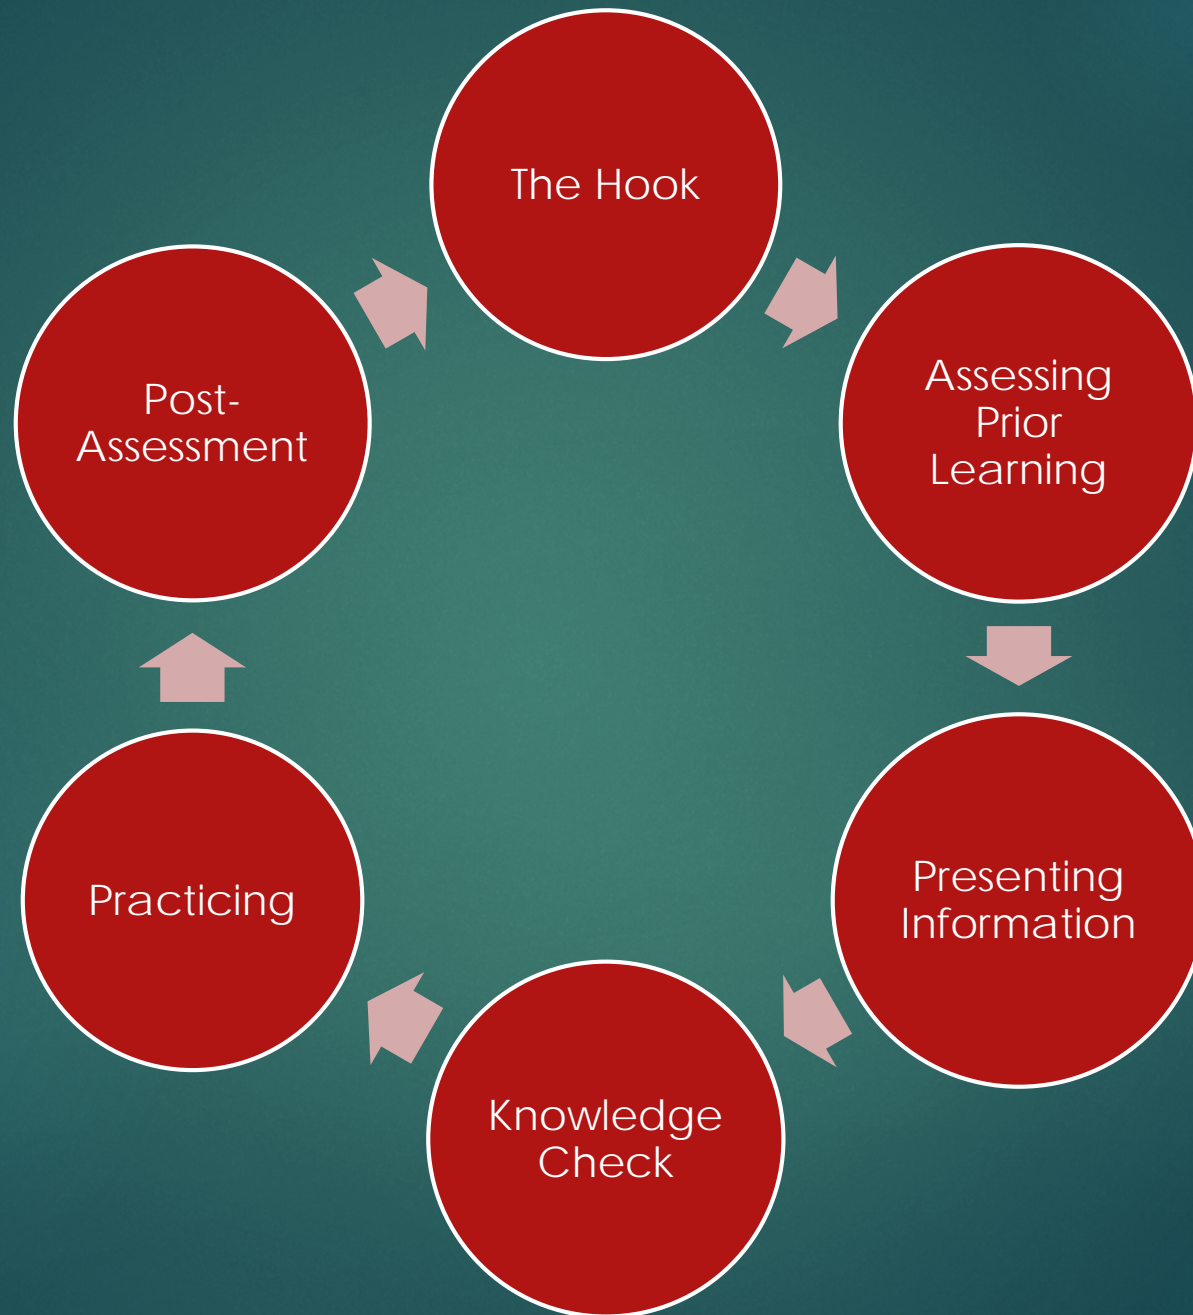 The Hook
Assessing
Prior
Learning
Presenting
Information
Knowledge
Check
Practicing
Post-
Assessment